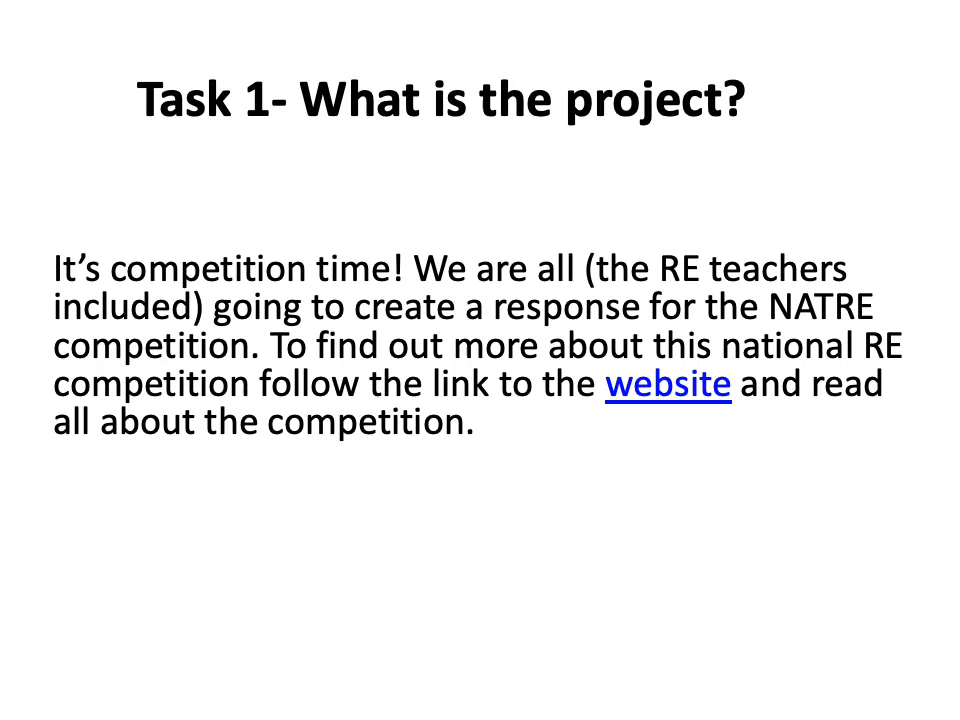 Task 1- What is the project?
It’s competition time! We are all (the RE teachers
included) going to create a response for the NATRE
competition. To find out more about this national RE
competition follow the link to the website and read
all about the competition.